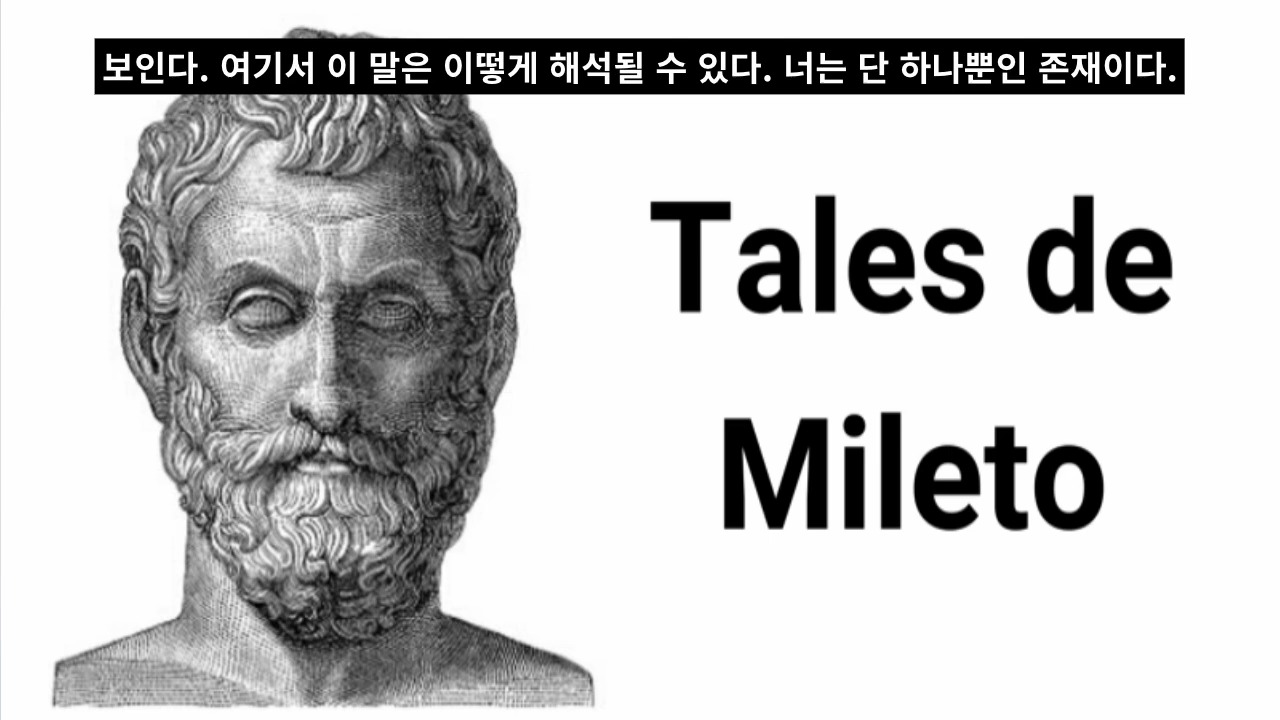 보인다. 여기서 이 말은 이떻게 해석될 수 있다. 너는 단 하나뿐인 존재이다.
Tales de
Mileto